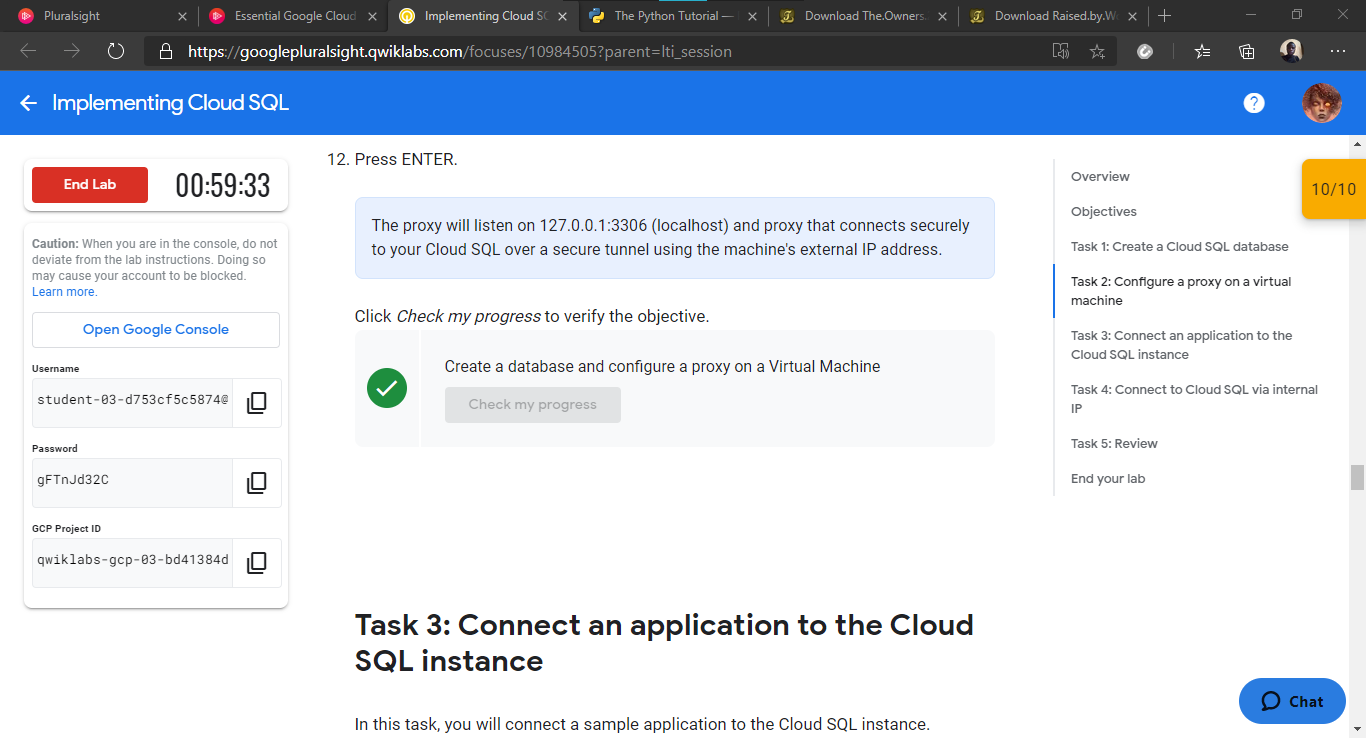 Pluralsight
Essential Google Cloud
Implementing Cloud SQ
The Python Tutorial —
Download The.Owners.
Download Raised.by.W
https://googlepluralsight.qwiklabs.com/focuses/10984505?parent=lti_session
Implementing Cloud SQL
?
End Lab
00:59:33
Caution: When you are in the console, do not
deviate from the lab instructions. Doing so
may cause your account to be blocked.
Learn more.
Open Google Console
Username
student-03-d753cf5c5874@
Password
gFTnJd32C
GCP Project ID
qwiklabs-gcp-03-bd41384d
12. Press ENTER.
The proxy will listen on 127.0.0.1:3306 (localhost) and proxy that connects securely
to your Cloud SQL over a secure tunnel using the machine's external IP address.
Click Check my progress to verify the objective.
Create a database and configure a proxy on a Virtual Machine
Check my progress
Task 3: Connect an application to the Cloud
SQL instance
In this task, you will connect a sample application to the Cloud SQL instance.
Overview
Objectives
Task 1: Create a Cloud SQL database
Task 2: Configure a proxy on a virtual
machine
Task 3: Connect an application to the
Cloud SQL instance
Task 4: Connect to Cloud SQL via internal
IP
Task 5: Review
End your lab
10/10
Chat